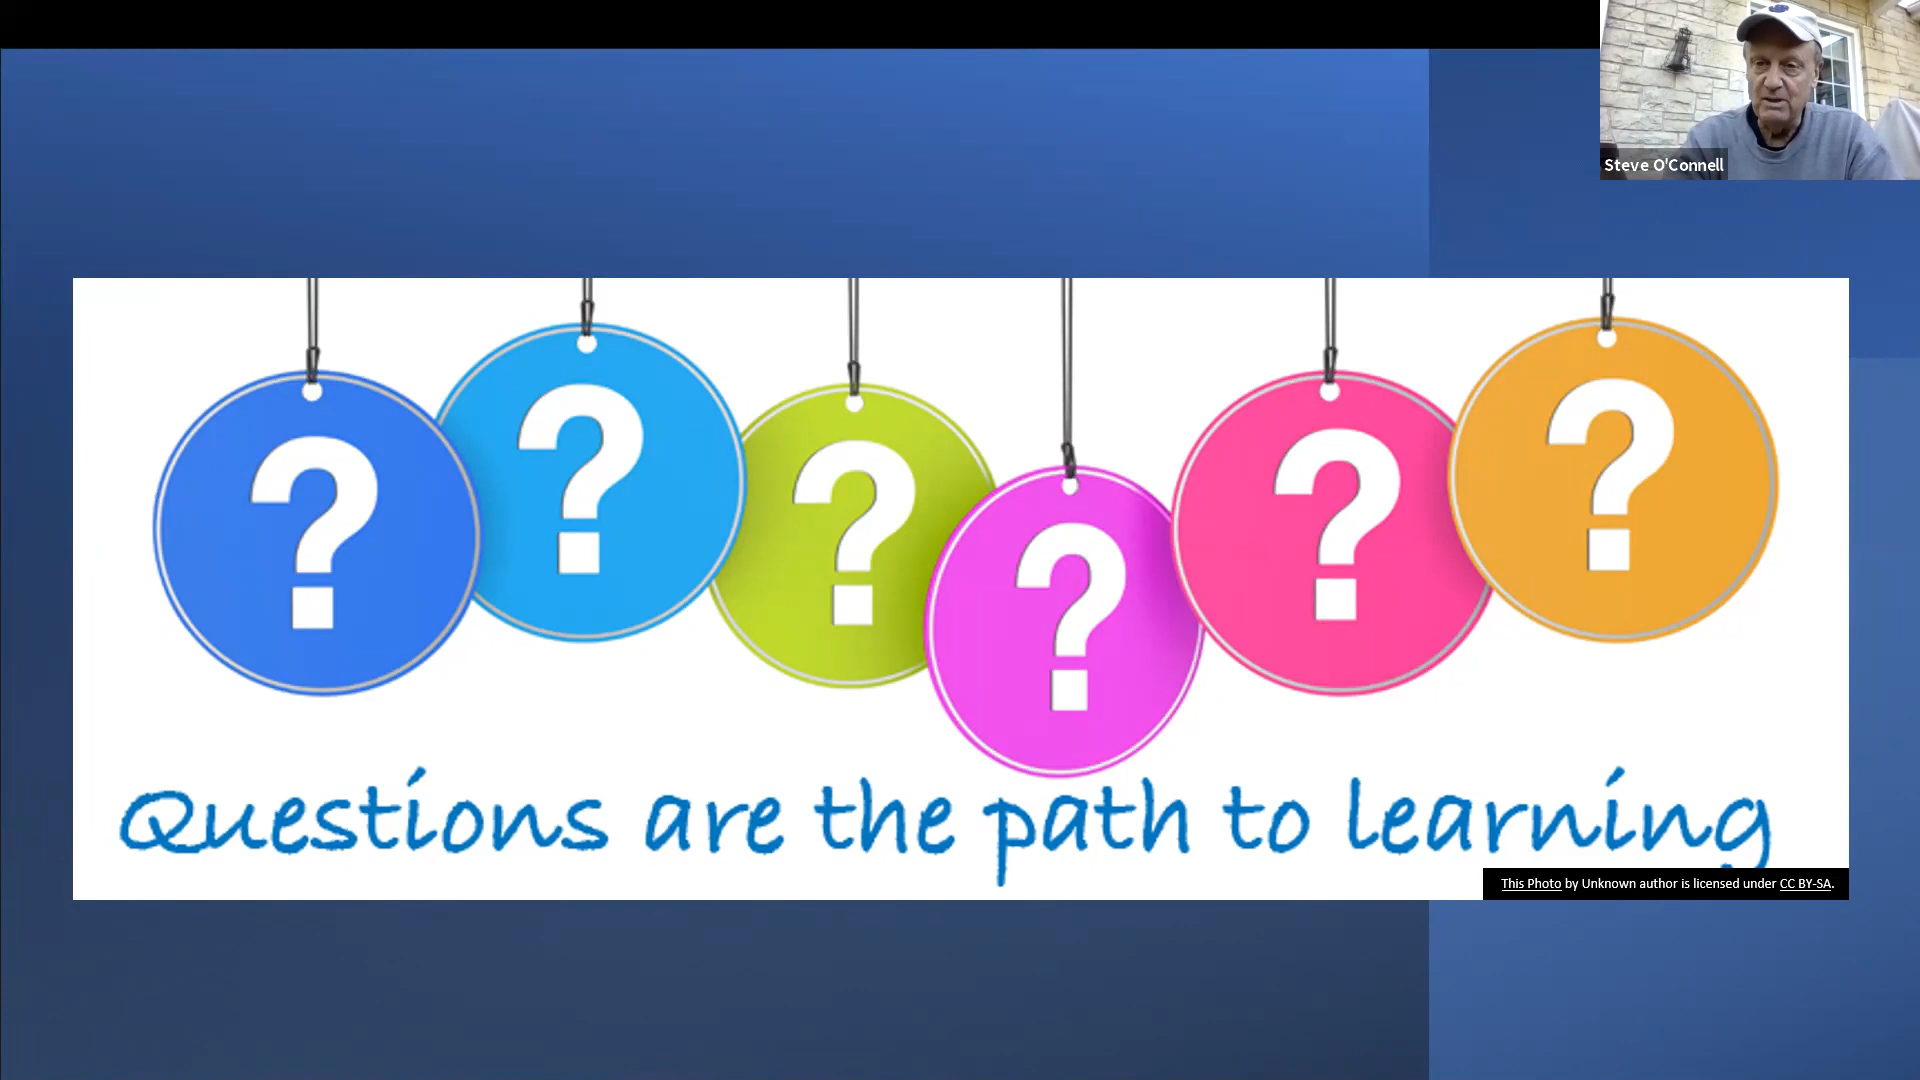 Steve O'Connell
? ? ? ? ? ?
Questions are the path to learning
This Photo by Unknown author is licensed under CC BY-SA.